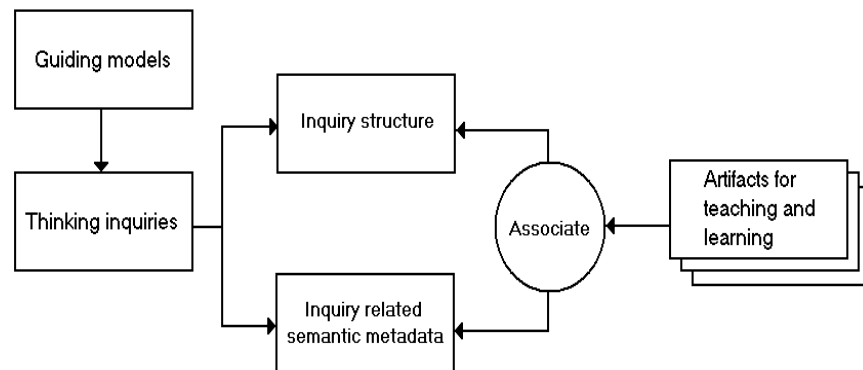 Guiding models
Thinking inquiries
Inquiry structure
Inquiry related
semantic metadata
Associate
Artifacts for
teaching and
learning